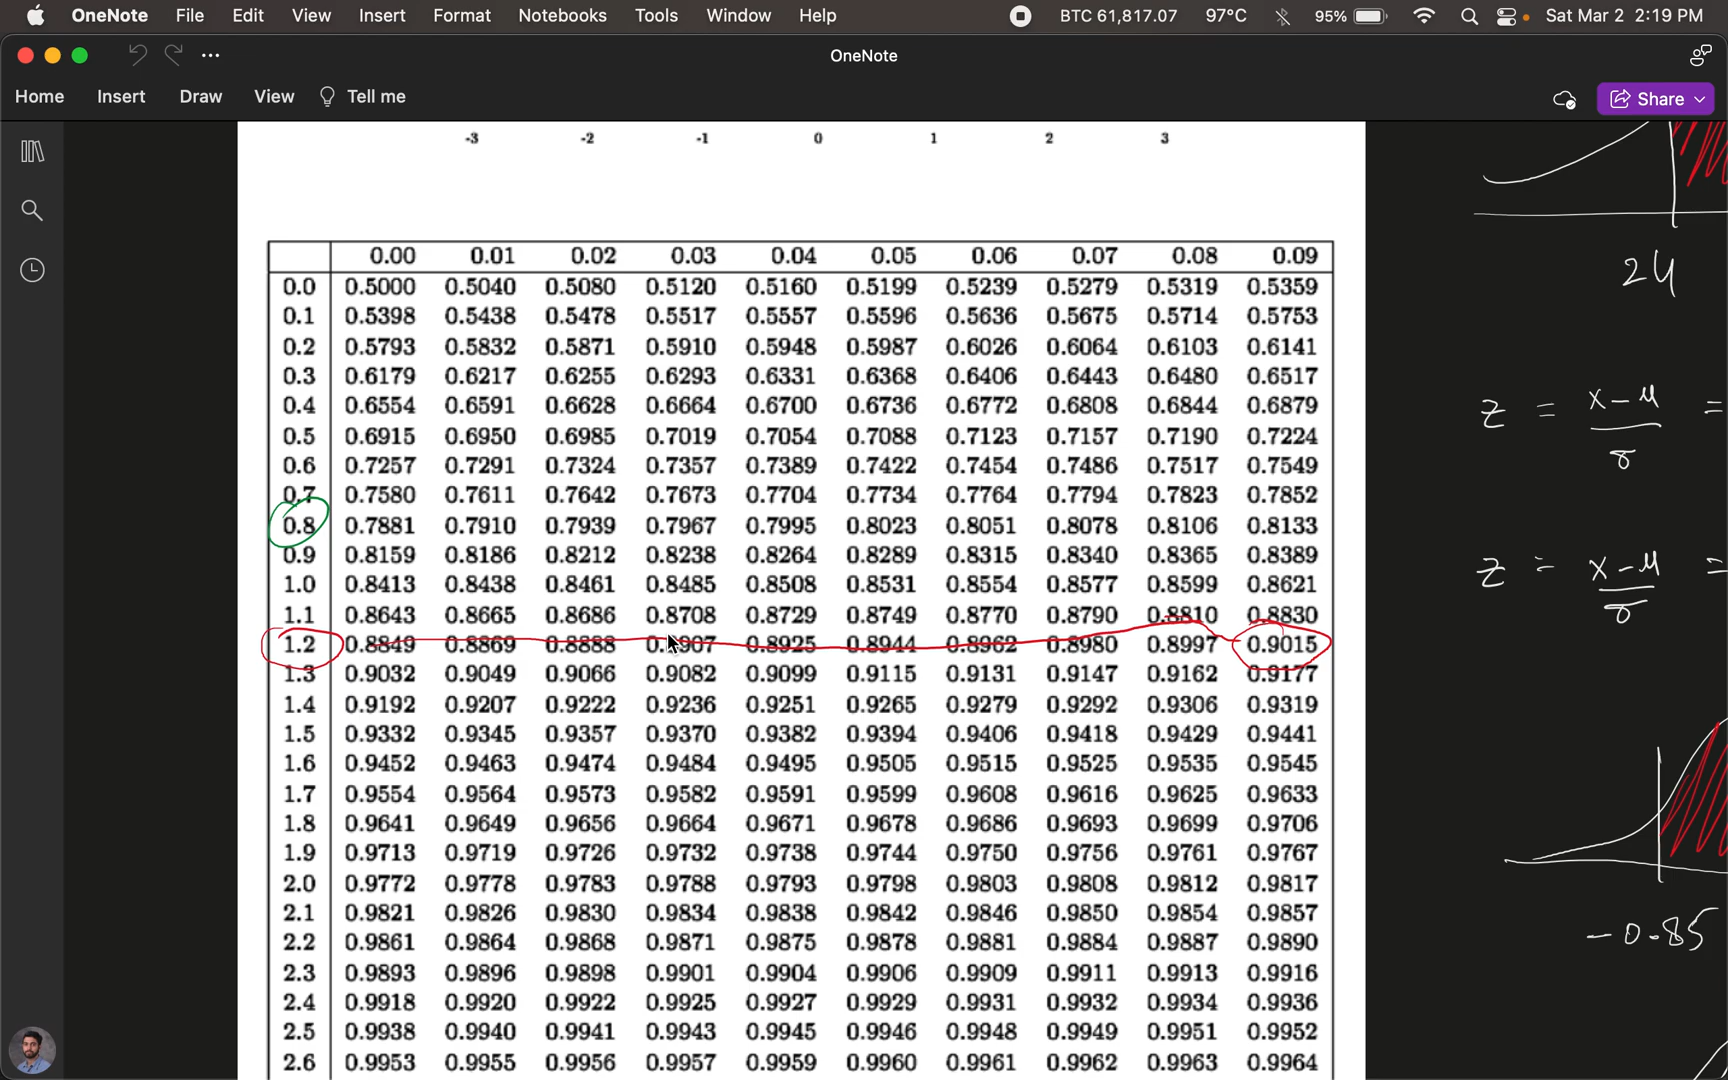 OneNote File Edit View Insert Format Notebooks Tools Window Help BTC 61,817.07 97°C 95% Sat Mar 2 2:19 PM
OneNote
Home Insert Draw View Tell me Share
-3 -2 -1 0 1 2 3
0.00 0.01 0.02 0.03 0.04 0.05 0.06 0.07 0.08 0.09
0.0 0.5000 0.5040 0.5080 0.5120 0.5160 0.5199 0.5239 0.5279 0.5319 0.5359
0.1 0.5398 0.5438 0.5478 0.5517 0.5557 0.5596 0.5636 0.5675 0.5714 0.5753
0.2 0.5793 0.5832 0.5871 0.5910 0.5948 0.5987 0.6026 0.6064 0.6103 0.6141
0.3 0.6179 0.6217 0.6255 0.6293 0.6331 0.6368 0.6406 0.6443 0.6480 0.6517
0.4 0.6554 0.6591 0.6628 0.6664 0.6700 0.6736 0.6772 0.6808 0.6844 0.6879
0.5 0.6915 0.6950 0.6985 0.7019 0.7054 0.7088 0.7123 0.7157 0.7190 0.7224
0.6 0.7257 0.7291 0.7324 0.7357 0.7389 0.7422 0.7454 0.7486 0.7517 0.7549
0.7 0.7580 0.7611 0.7642 0.7673 0.7704 0.7734 0.7764 0.7794 0.7823 0.7852
0.8 0.7881 0.7910 0.7939 0.7967 0.7995 0.8023 0.8051 0.8078 0.8106 0.8133
0.9 0.8159 0.8186 0.8212 0.8238 0.8264 0.8289 0.8315 0.8340 0.8365 0.8389
1.0 0.8413 0.8438 0.8461 0.8485 0.8508 0.8531 0.8554 0.8577 0.8599 0.8621
1.1 0.8643 0.8665 0.8686 0.8708 0.8729 0.8749 0.8770 0.8790 0.8810 0.8830
1.2 0.8849 0.8869 0.8888 0.8907 0.8925 0.8944 0.8962 0.8980 0.8997 0.9015
1.3 0.9032 0.9049 0.9066 0.9082 0.9099 0.9115 0.9131 0.9147 0.9162 0.9177
1.4 0.9192 0.9207 0.9222 0.9236 0.9251 0.9265 0.9279 0.9292 0.9306 0.9319
1.5 0.9332 0.9345 0.9357 0.9370 0.9382 0.9394 0.9406 0.9418 0.9429 0.9441
1.6 0.9452 0.9463 0.9474 0.9484 0.9495 0.9505 0.9515 0.9525 0.9535 0.9545
1.7 0.9554 0.9564 0.9573 0.9582 0.9591 0.9599 0.9608 0.9616 0.9625 0.9633
1.8 0.9641 0.9649 0.9656 0.9664 0.9671 0.9678 0.9686 0.9693 0.9699 0.9706
1.9 0.9713 0.9719 0.9726 0.9732 0.9738 0.9744 0.9750 0.9756 0.9761 0.9767
2.0 0.9772 0.9778 0.9783 0.9788 0.9793 0.9798 0.9803 0.9808 0.9812 0.9817
2.1 0.9821 0.9826 0.9830 0.9834 0.9838 0.9842 0.9846 0.9850 0.9854 0.9857
2.2 0.9861 0.9864 0.9868 0.9871 0.9875 0.9878 0.9881 0.9884 0.9887 0.9890
2.3 0.9893 0.9896 0.9898 0.9901 0.9904 0.9906 0.9909 0.9911 0.9913 0.9916
2.4 0.9918 0.9920 0.9922 0.9925 0.9927 0.9929 0.9931 0.9932 0.9934 0.9936
2.5 0.9938 0.9940 0.9941 0.9943 0.9945 0.9946 0.9948 0.9949 0.9951 0.9952
2.6 0.9953 0.9955 0.9956 0.9957 0.9959 0.9960 0.9961 0.9962 0.9963 0.9964
z = x-μ =
σ
z = x-μ =
σ
-0.85